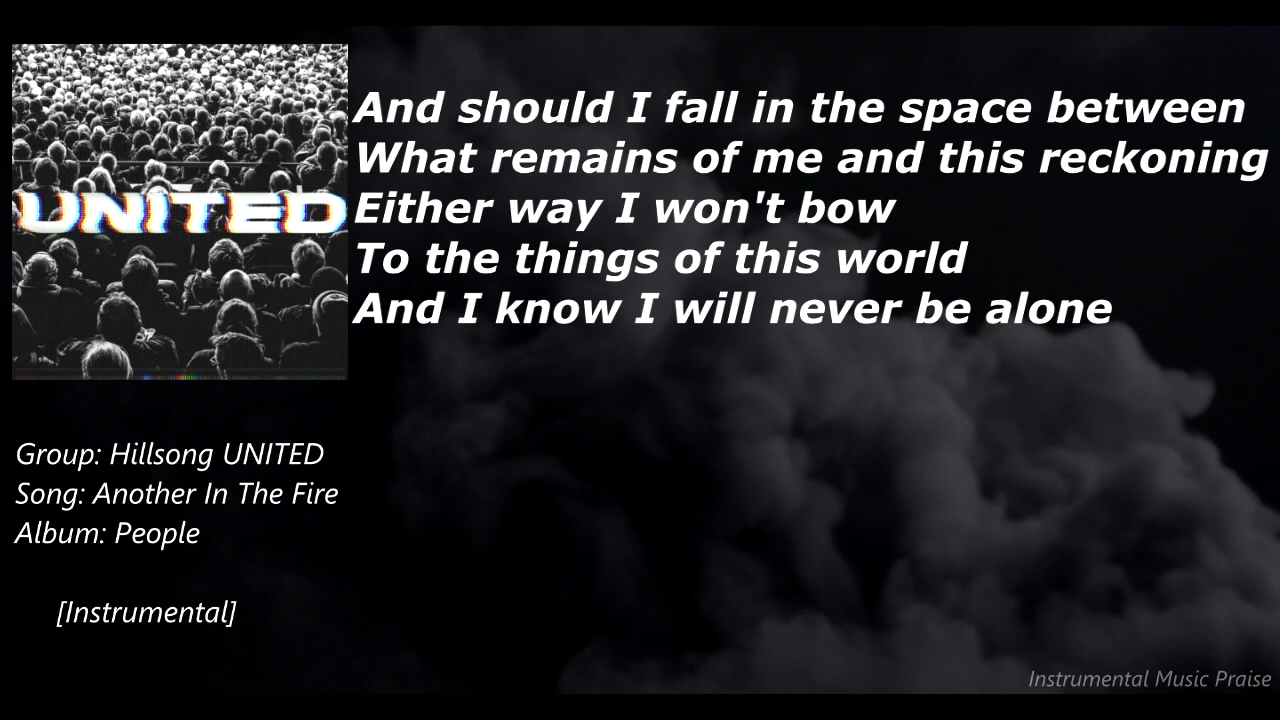 UNITED
And should I fall in the space between
What remains of me and this reckoning
Either way I won't bow
To the things of this world
And I know I will never be alone
Group: Hillsong UNITED
Song: Another In The Fire
Album: People
[Instrumental]
Instrumental Music Praise